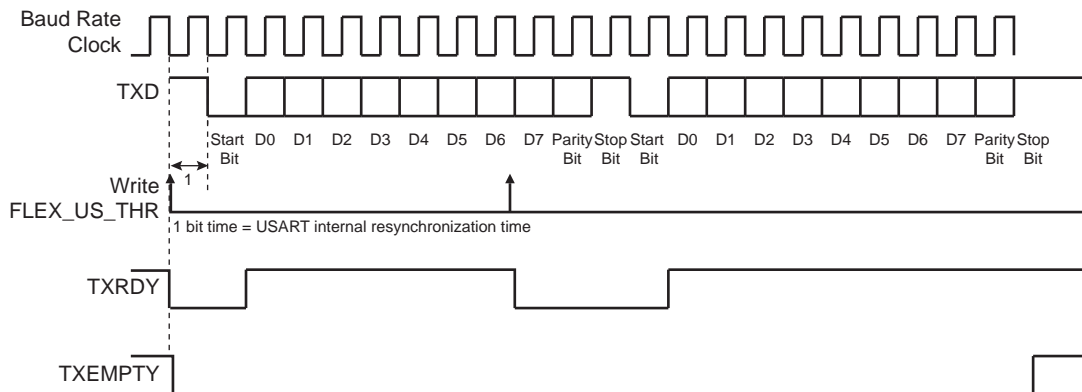 Baud Rate
Clock
TXD
Start
Bit
D0
D1
D2
D3
D4
D5
D6
D7
Parity
Bit
Stop
Bit
Start
Bit
D0
D1
D2
D3
D4
D5
D6
D7
Parity
Bit
Stop
Bit
1
Write
FLEX_US_THR
1 bit time = USART internal resynchronization time
TXRDY
TXEMPTY